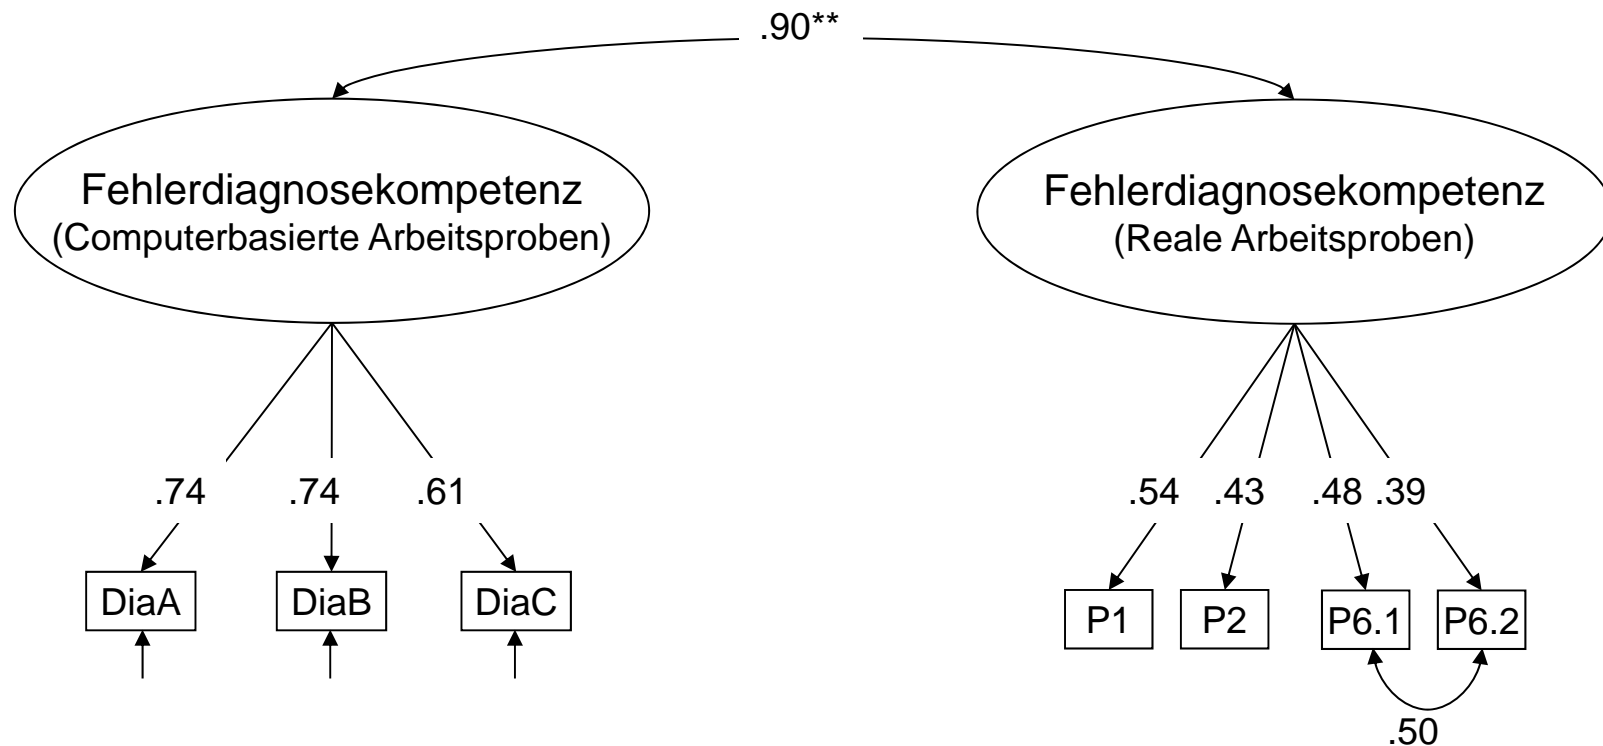 .90**
Fehlerdiagnosekompetenz
(Computerbasierte Arbeitsproben)
Fehlerdiagnosekompetenz
(Reale Arbeitsproben)
.74 .74 .61
.54 .43 .48 .39
DiaA DiaB DiaC
P1 P2 P6.1 P6.2
.50